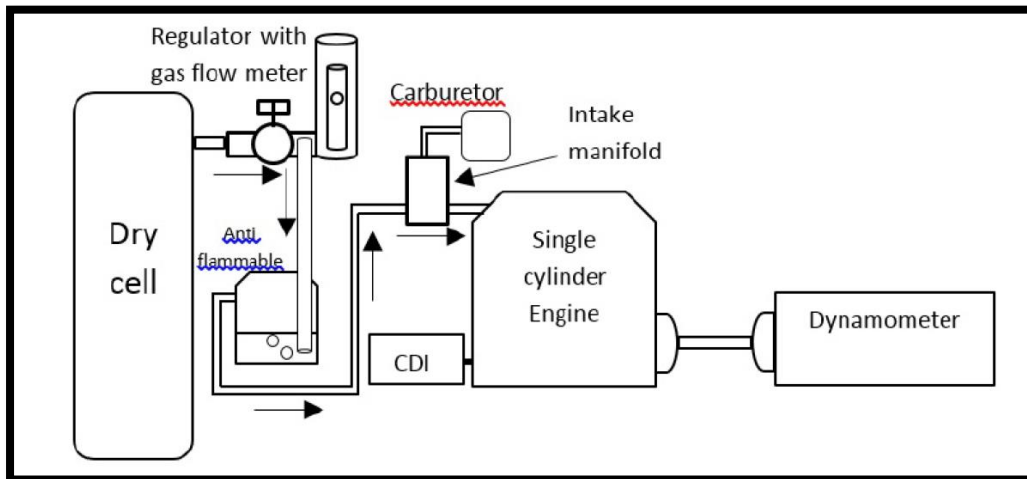 Regulator with
gas flow meter
Carburetor
Intake
manifold
Dry
cell
Anti
flammable
Single
cylinder
Engine
CDI
Dynamometer